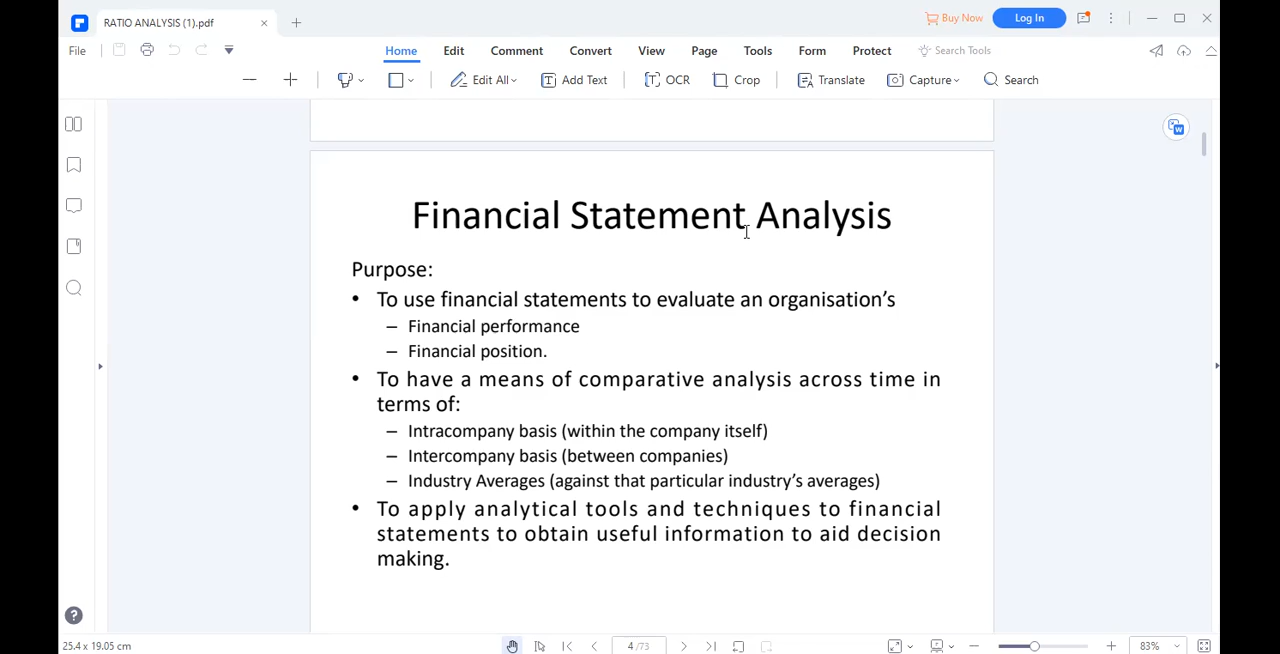 RATIO ANALYSIS (1).pdf
Buy Now
Log In
File
Home
Edit
Comment
Convert
View
Page
Tools
Form
Protect
Search Tools
Edit All
Add Text
OCR
Crop
Translate
Capture
Search
Financial Statement Analysis
Purpose:
• To use financial statements to evaluate an organisation's
– Financial performance
– Financial position.
• To have a means of comparative analysis across time in
terms of:
– Intracompany basis (within the company itself)
– Intercompany basis (between companies)
– Industry Averages (against that particular industry's averages)
• To apply analytical tools and techniques to financial
statements to obtain useful information to aid decision
making.
25.4 x 19.05 cm
4 /73
83%